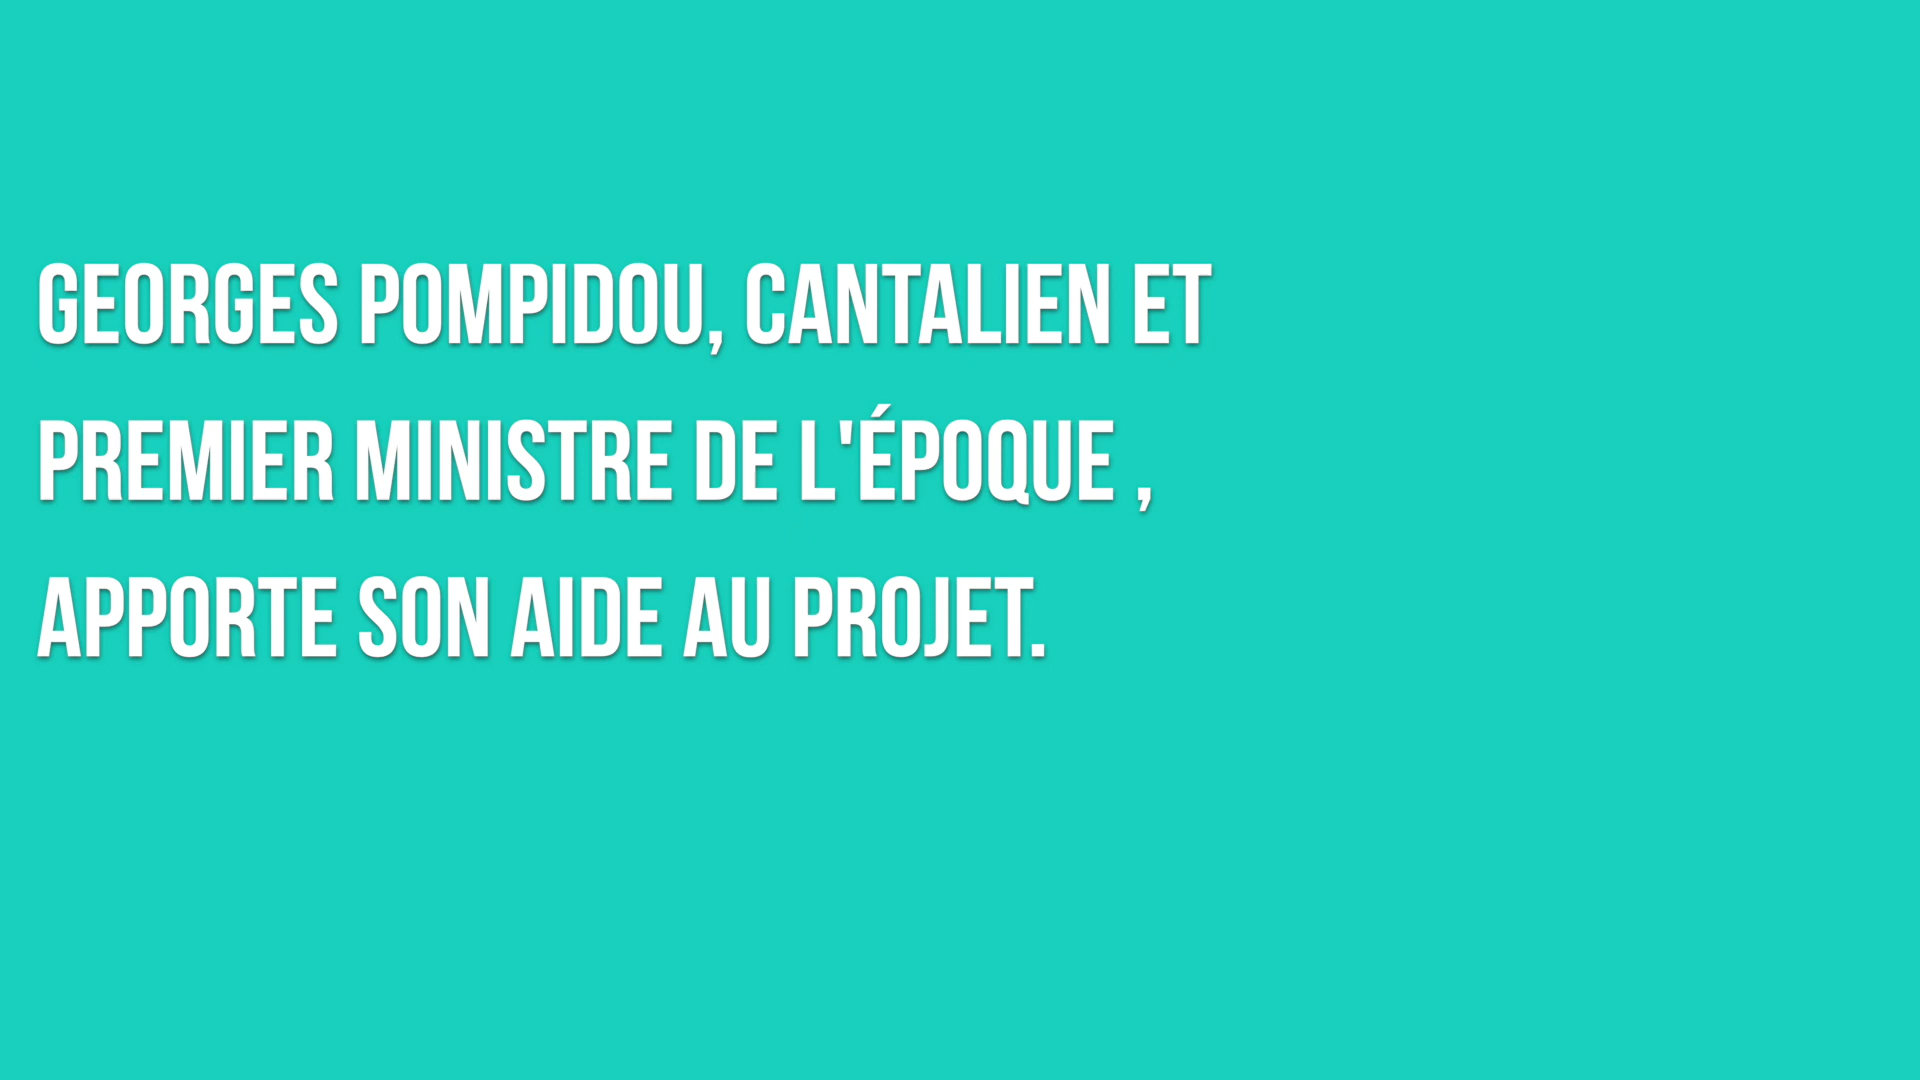 GEORGES POMPIDOU, CANTALIEN ET
PREMIER MINISTRE DE L'ÉPOQUE ,
APPORTE SON AIDE AU PROJET.